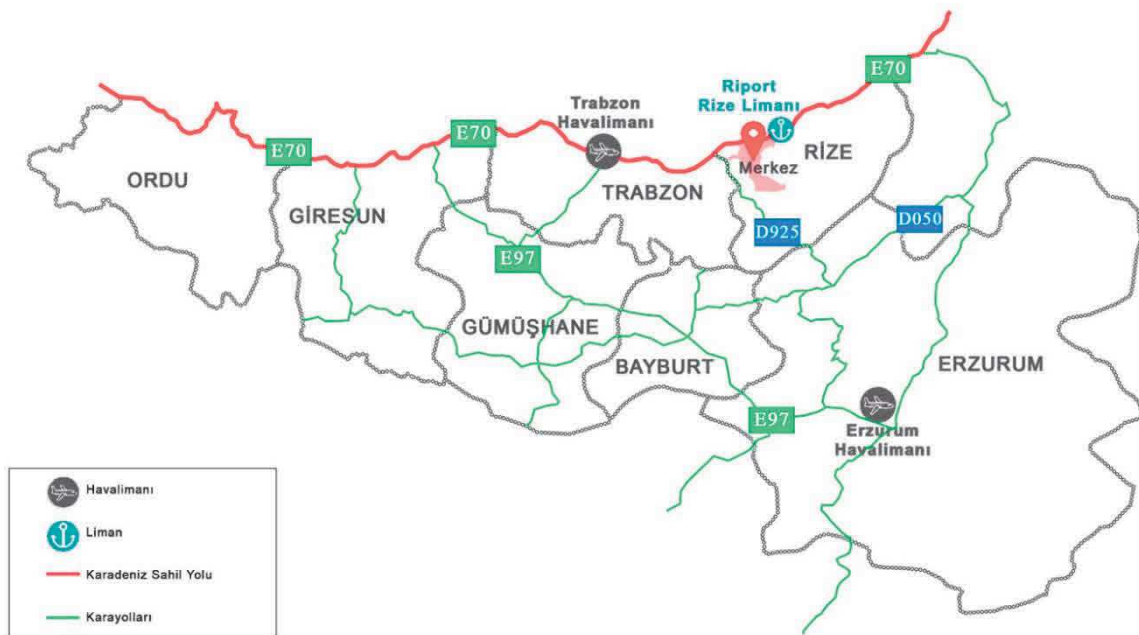 E70
Riport
Rize Limanı
Trabzon
Havalimanı
E70
E70
RİZE
Merkez
ORDU
TRABZON
GİRESUN
D050
D925
E97
GÜMÜŞHANE
BAYBURT
ERZURUM
E97
Erzurum
Havalimanı
Havalimanı
Liman
Karadeniz Sahil Yolu
Karayolları